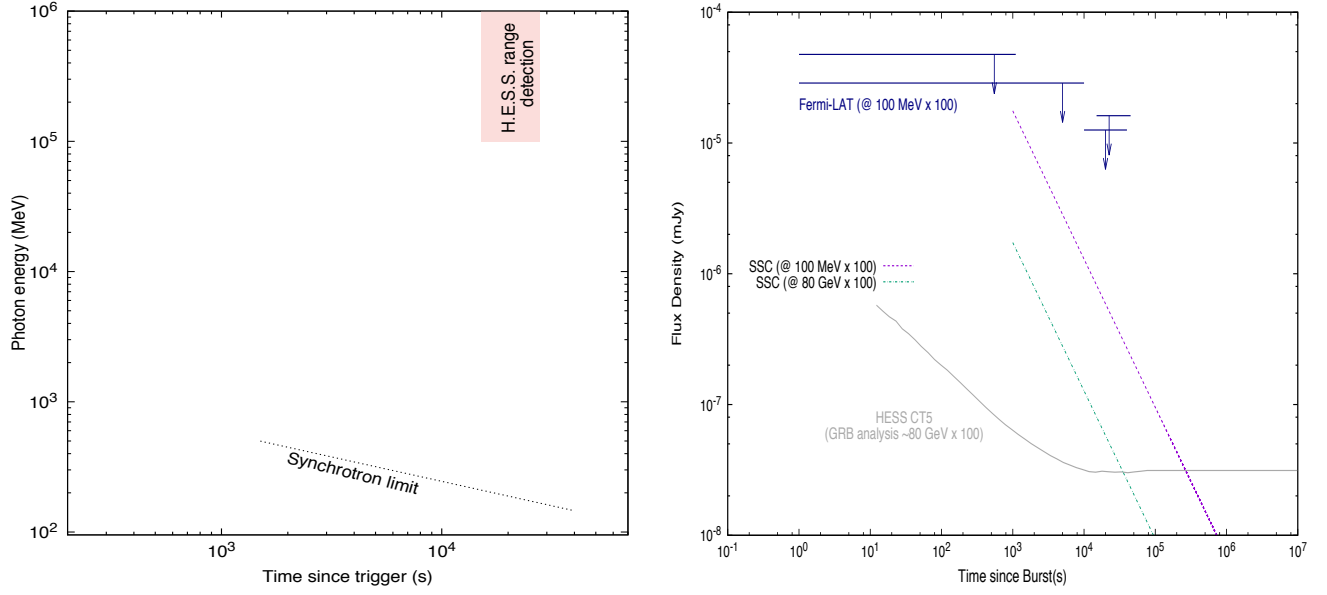 10^6
10^5
10^4
10^3
10^2
Photon energy (MeV)
H.E.S.S. range
detection
Synchrotron limit
10^3
10^4
Time since trigger (s)
10^-4
10^-5
10^-6
10^-7
10^-8
Flux Density (mJy)
Fermi-LAT (@ 100 MeV x 100)
SSC (@ 100 MeV x 100)
SSC (@ 80 GeV x 100)
HESS CT5
(GRB analysis ~80 GeV x 100)
10^-1
10^0
10^1
10^2
10^3
10^4
10^5
10^6
10^7
Time since Burst(s)